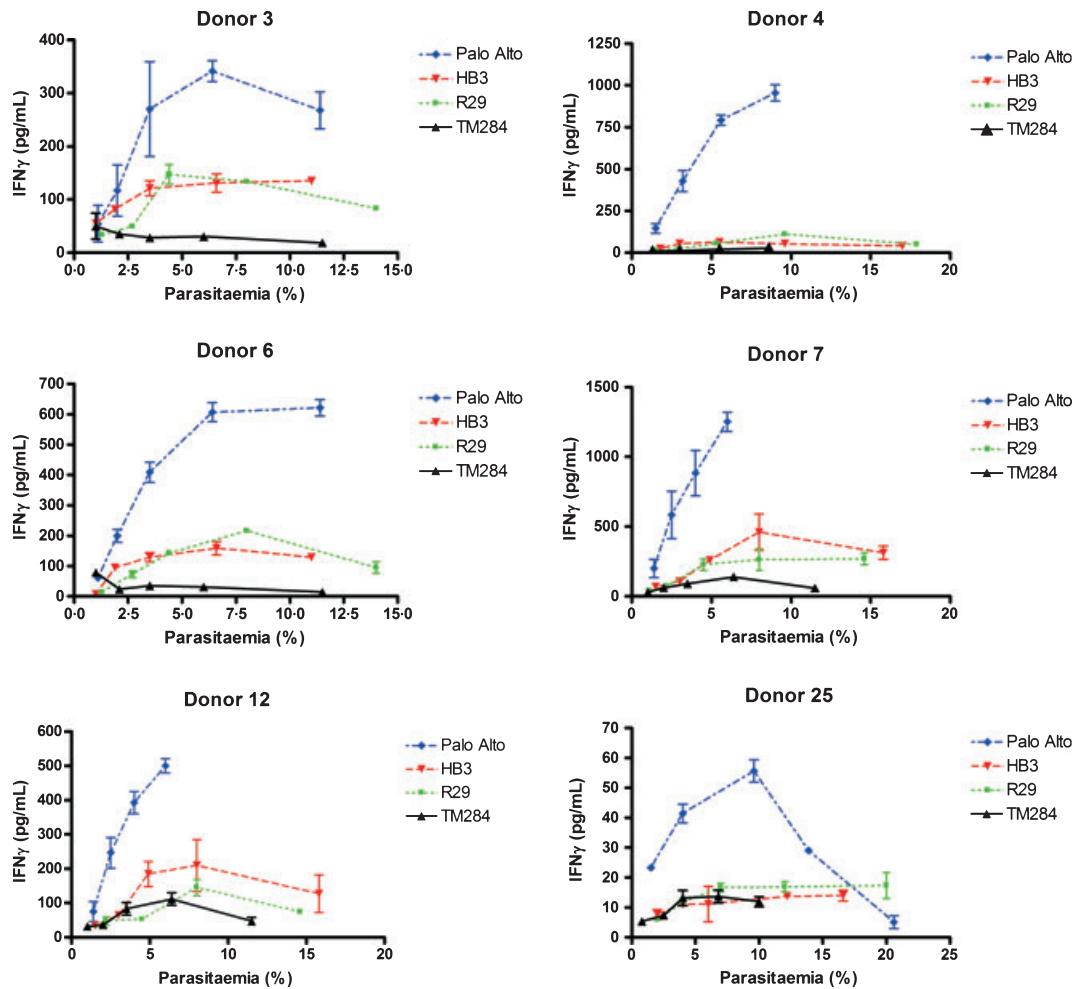 Donor 3
400
300
200
100
0
IFNγ (pg/mL)
0·0 2·5 5·0 7·5 10·0 12·5 15·0
Parasitaemia (%)
Palo Alto
HB3
R29
TM284
Donor 4
1250
1000
750
500
250
0
IFNγ (pg/mL)
0 5 10 15 20
Parasitaemia (%)
Palo Alto
HB3
R29
TM284
Donor 6
700
600
500
400
300
200
100
0
IFNγ (pg/mL)
0·0 2·5 5·0 7·5 10·0 12·5 15·0
Parasitaemia (%)
Palo Alto
HB3
R29
TM284
Donor 7
1500
1000
500
0
IFNγ (pg/mL)
0 5 10 15 20
Parasitaemia (%)
Palo Alto
HB3
R29
TM284
Donor 12
600
500
400
300
200
100
0
IFNγ (pg/mL)
0 5 10 15 20
Parasitaemia (%)
Palo Alto
HB3
R29
TM284
Donor 25
70
60
50
40
30
20
10
0
IFNγ (pg/mL)
0 5 10 15 20 25
Parasitaemia (%)
Palo Alto
HB3
R29
TM284